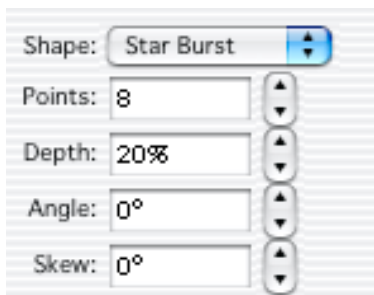 Shape: Star Burst
Points: 8
Depth: 20%
Angle: 0°
Skew: 0°